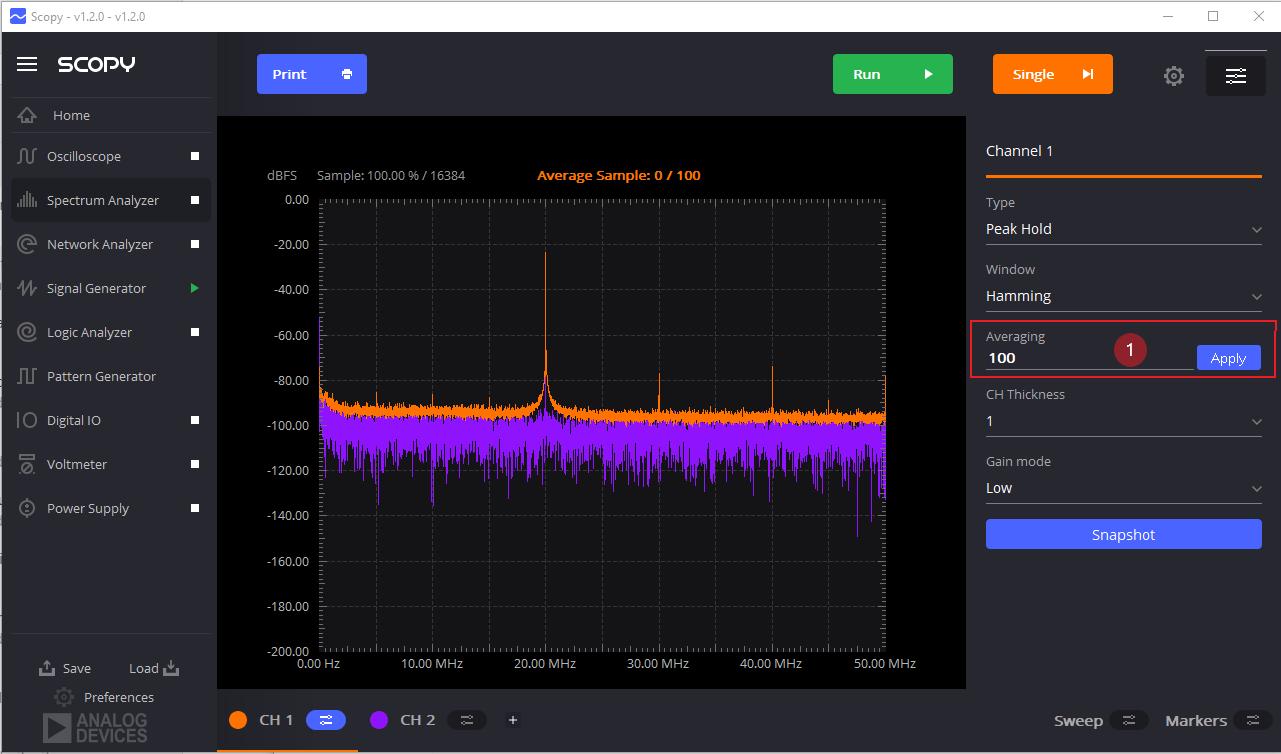 Scopy - v1.2.0 - v1.2.0
SCOPY
Print
Run
Single
Home
Oscilloscope
Spectrum Analyzer
Network Analyzer
Signal Generator
Logic Analyzer
Pattern Generator
Digital IO
Voltmeter
Power Supply
Save
Load
Preferences
ANALOG
DEVICES
dBFS
Sample: 100.00 % / 16384
Average Sample: 0 / 100
0.00
-20.00
-40.00
-60.00
-80.00
-100.00
-120.00
-140.00
-160.00
-180.00
-200.00
0.00 Hz
10.00 MHz
20.00 MHz
30.00 MHz
40.00 MHz
50.00 MHz
CH 1
CH 2
+
Sweep
Markers
Channel 1
Type
Peak Hold
Window
Hamming
Averaging
100
1
Apply
CH Thickness
1
Gain mode
Low
Snapshot